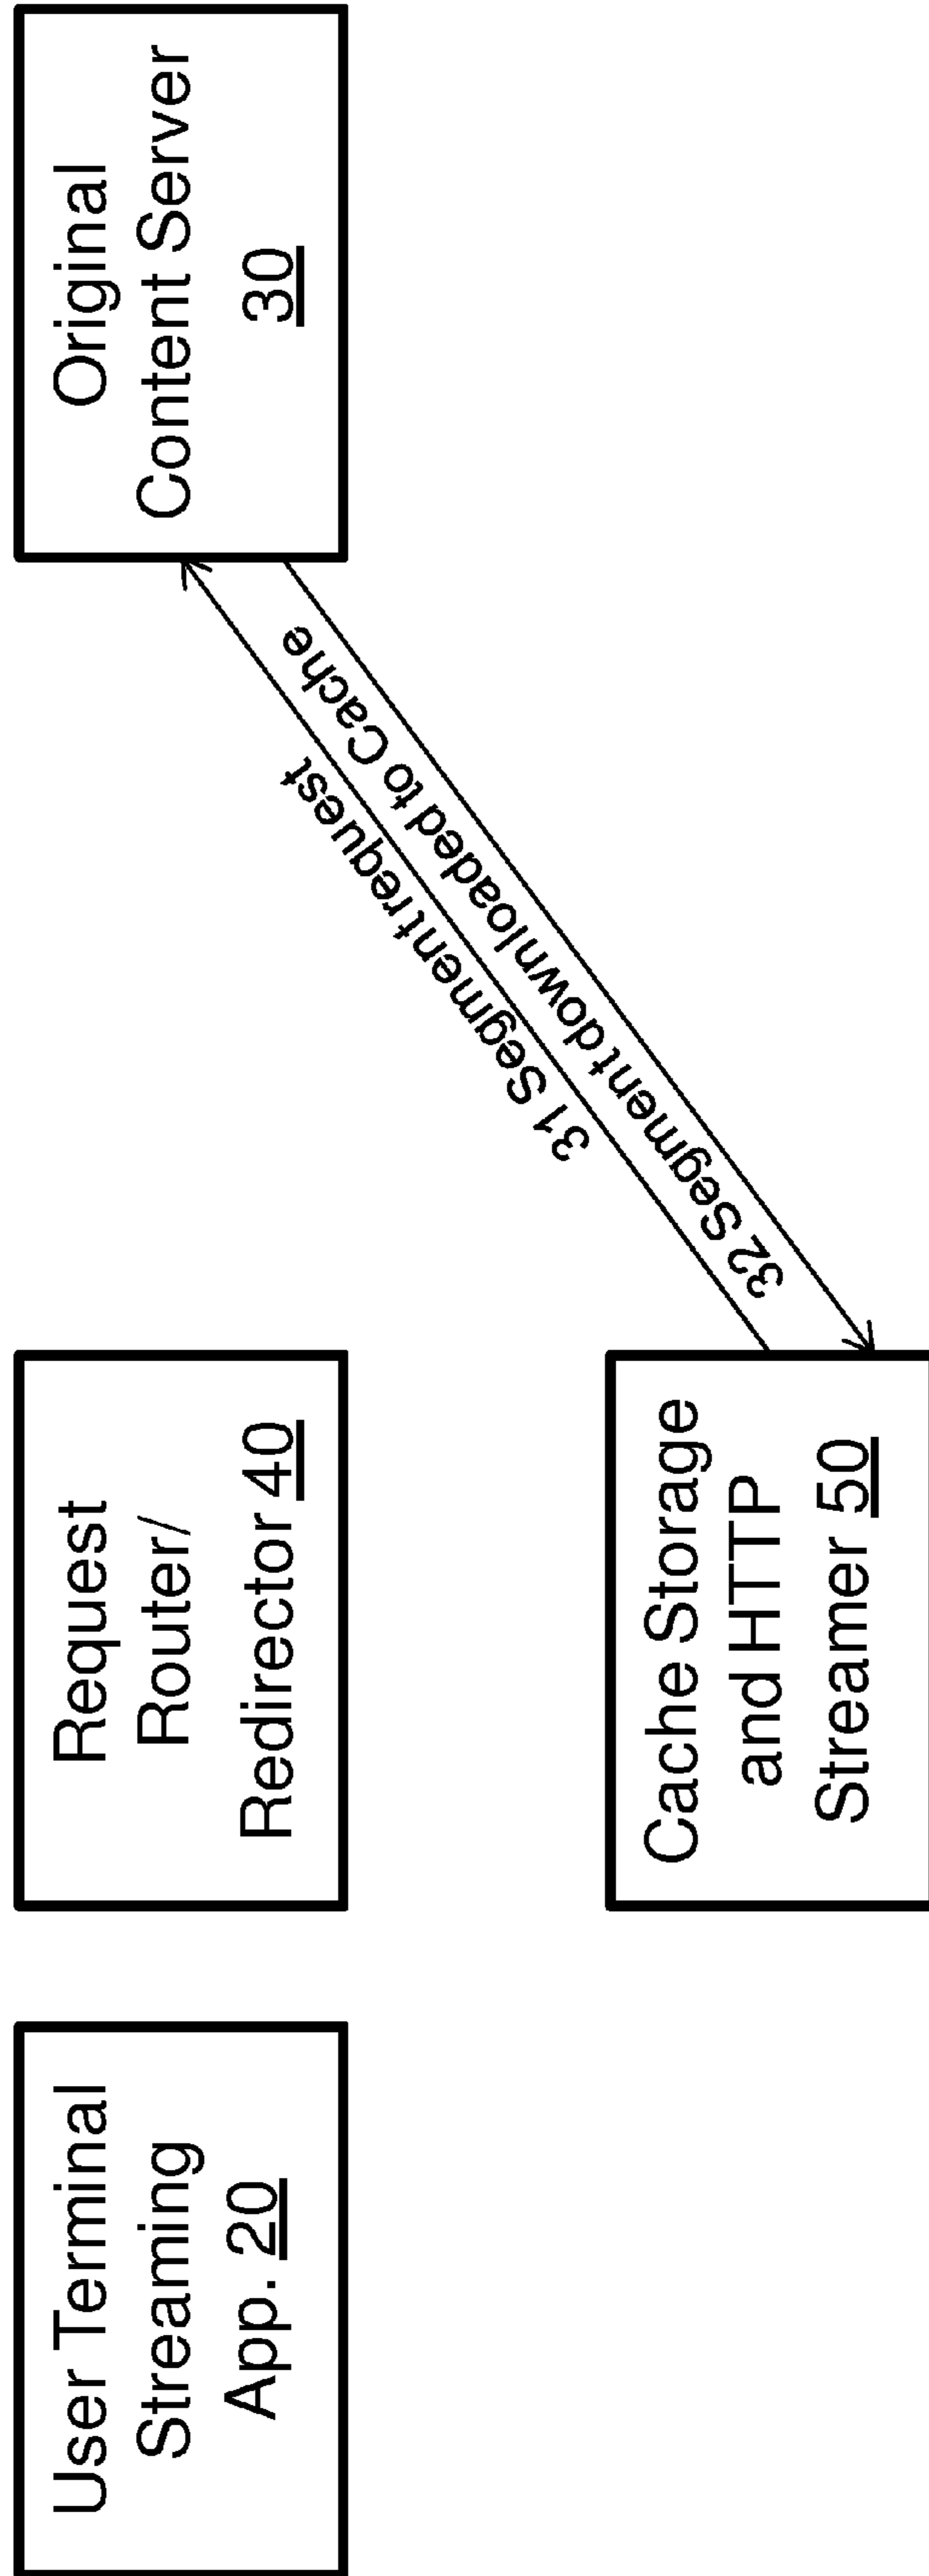 User Terminal
Streaming
App. 20
Request
Router/
Redirector 40
Original
Content Server
30
31 Segment request
32 Segment downloaded to Cache
Cache Storage
and HTTP
Streamer 50